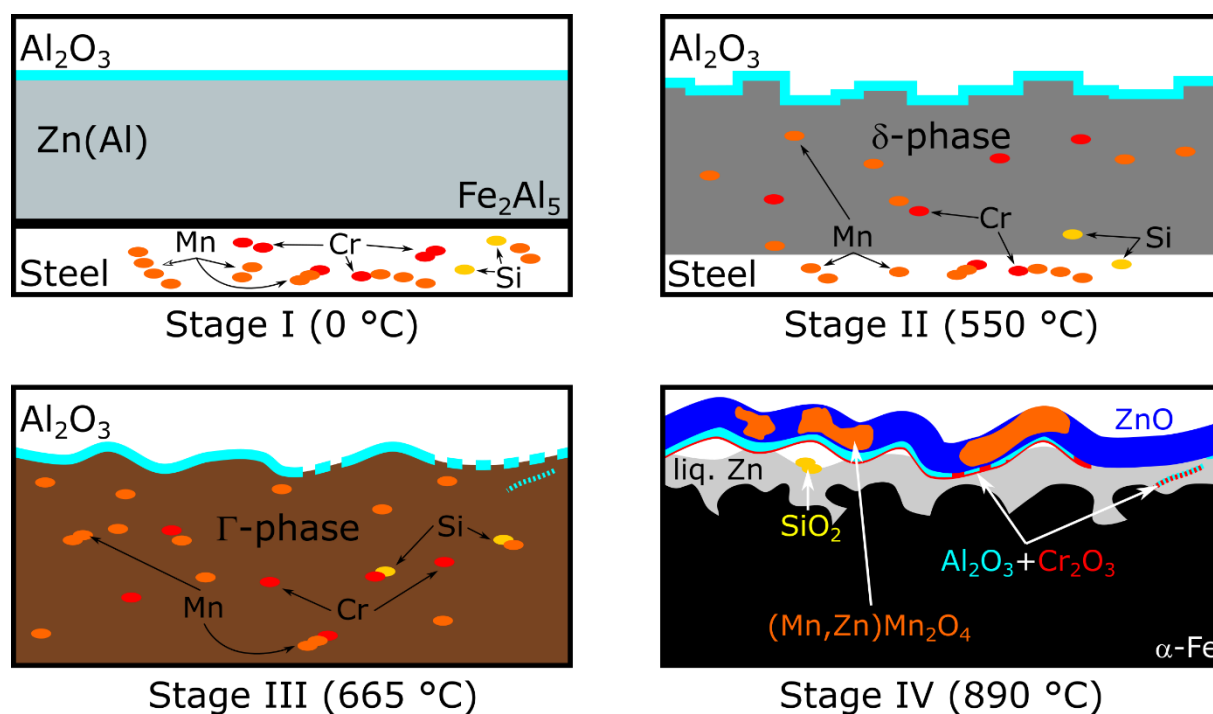 Al₂O₃
Zn(Al)
Fe₂Al₅
Mn
Cr
Si
Steel
Stage I (0 °C)
Al₂O₃
δ-phase
Mn
Cr
Si
Steel
Stage II (550 °C)
Al₂O₃
Γ-phase
Si
Mn
Cr
Stage III (665 °C)
ZnO
liq. Zn
SiO₂
Al₂O₃+Cr₂O₃
(Mn,Zn)Mn₂O₄
α-Fe
Stage IV (890 °C)